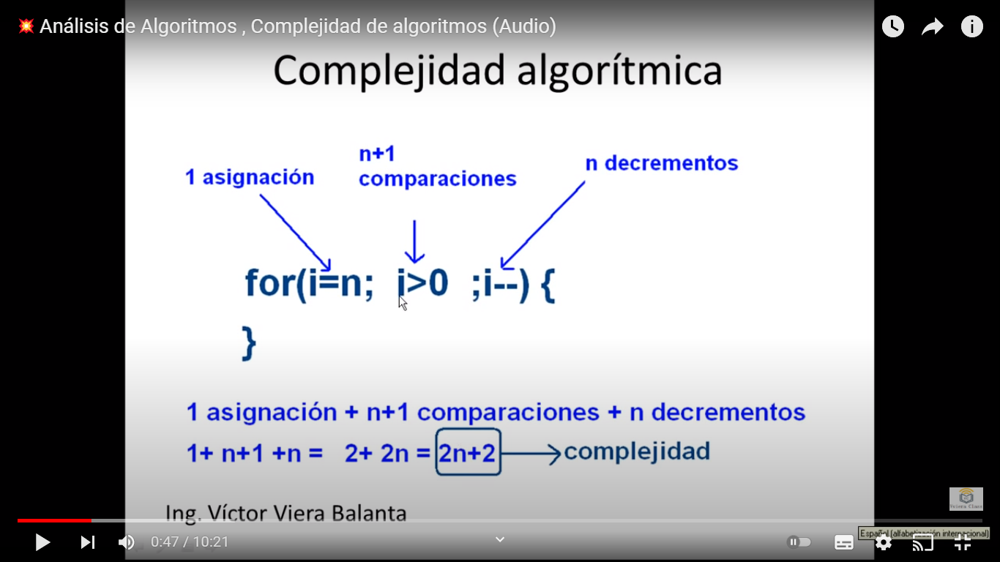 💥 Análisis de Algoritmos , Complejidad de algoritmos (Audio)
Complejidad algorítmica
1 asignación
n+1
comparaciones
n decrementos
for(i=n; i>0 ;i--) {
}
1 asignación + n+1 comparaciones + n decrementos
1+ n+1 +n = 2+ 2n = 2n+2 complejidad
Ing. Víctor Viera Balanta
Viera Class
0:47 / 10:21
Español (alfabetización internacional)